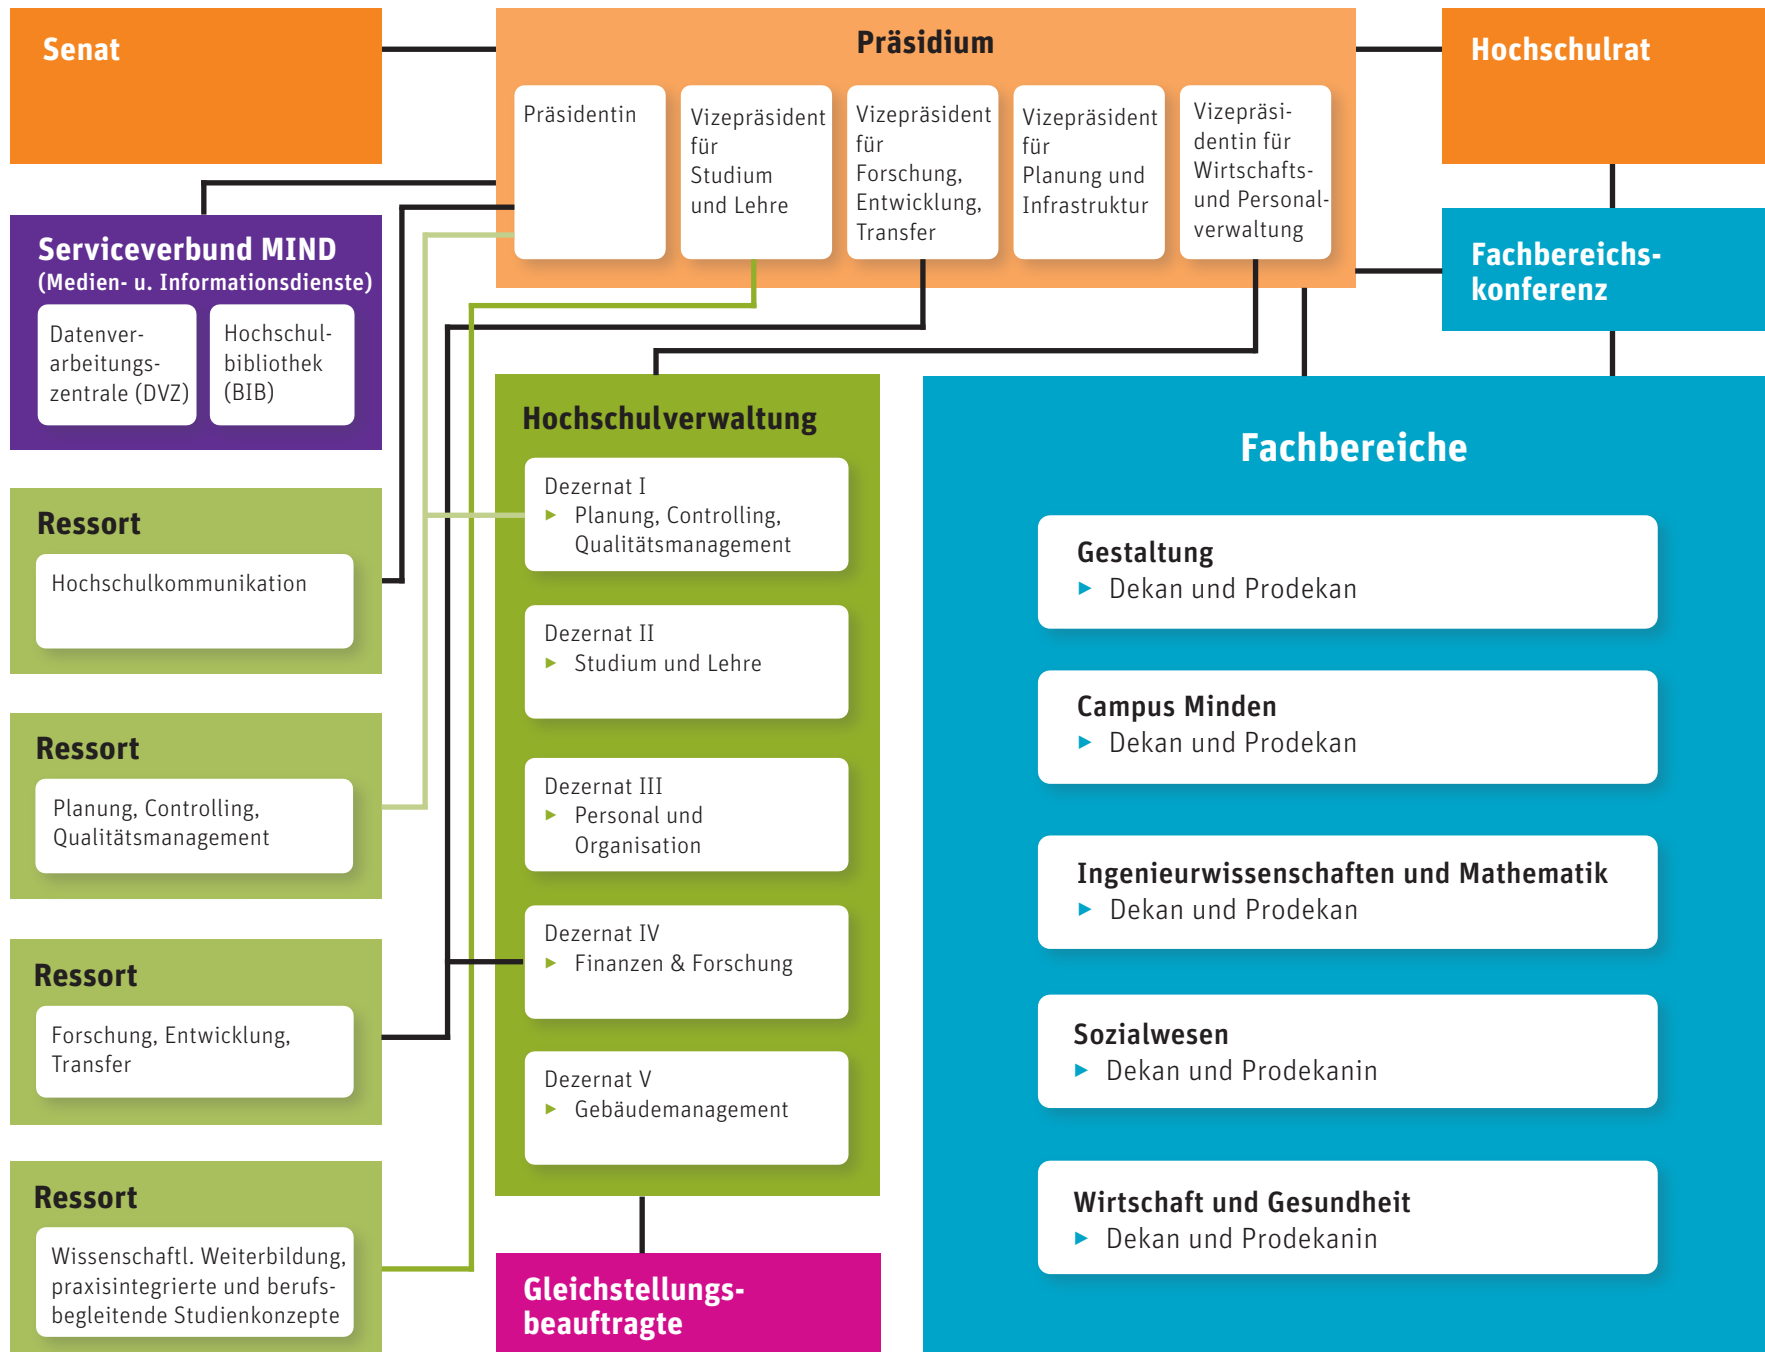 Senat
Präsidium
Präsidentin
Vizepräsident
für
Studium
und Lehre
Vizepräsident
für
Forschung,
Entwicklung,
Transfer
Vizepräsident
für
Planung und
Infrastruktur
Vizepräsi-
dentin für
Wirtschafts-
und Personal-
verwaltung
Hochschulrat
Serviceverbund MIND
(Medien- u. Informationsdienste)
Datenver-
arbeitungs-
zentrale (DVZ)
Hochschul-
bibliothek
(BIB)
Fachbereichs-
konferenz
Ressort
Hochschulkommunikation
Ressort
Planung, Controlling,
Qualitätsmanagement
Ressort
Forschung, Entwicklung,
Transfer
Ressort
Wissenschaftl. Weiterbildung,
praxisintegrierte und berufs-
begleitende Studienkonzepte
Hochschulverwaltung
Dezernat I
► Planung, Controlling,
Qualitätsmanagement
Dezernat II
► Studium und Lehre
Dezernat III
► Personal und
Organisation
Dezernat IV
► Finanzen & Forschung
Dezernat V
► Gebäudemanagement
Gleichstellungs-
beauftragte
Fachbereiche
Gestaltung
► Dekan und Prodekan
Campus Minden
► Dekan und Prodekan
Ingenieurwissenschaften und Mathematik
► Dekan und Prodekan
Sozialwesen
► Dekan und Prodekanin
Wirtschaft und Gesundheit
► Dekan und Prodekanin